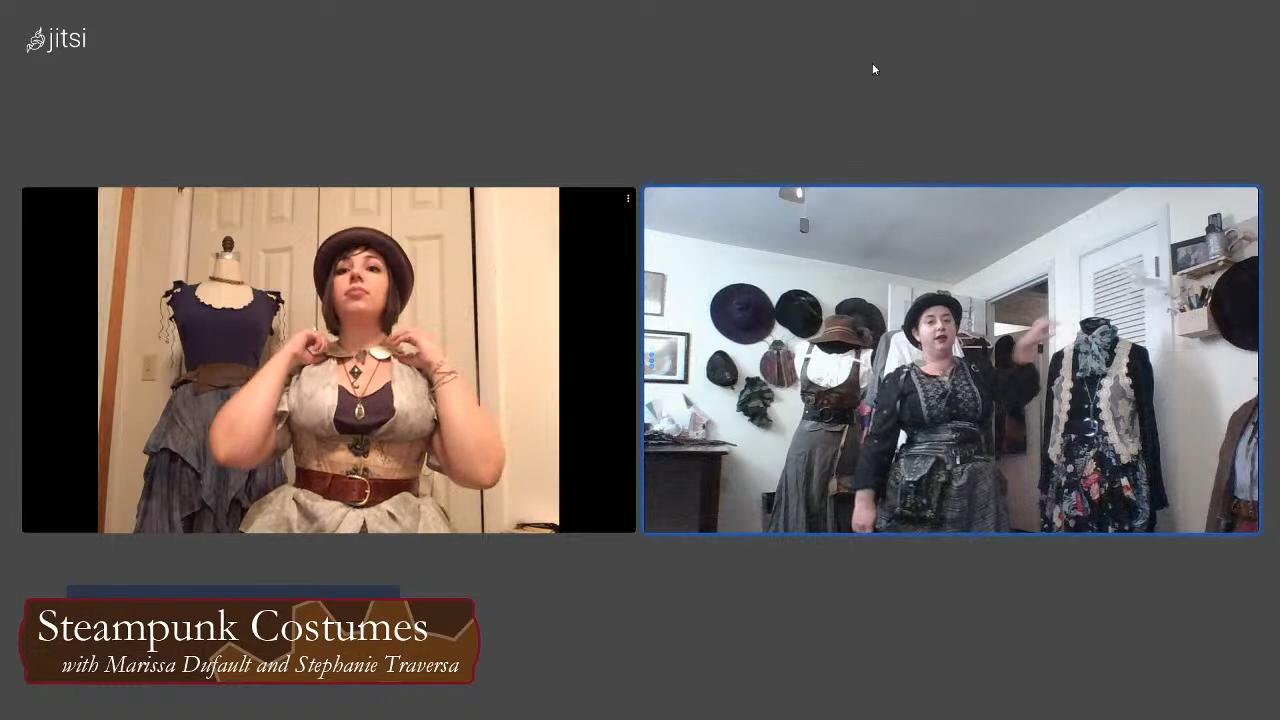 jitsi
Steampunk Costumes
with Marissa Dufault and Stephanie Traversa